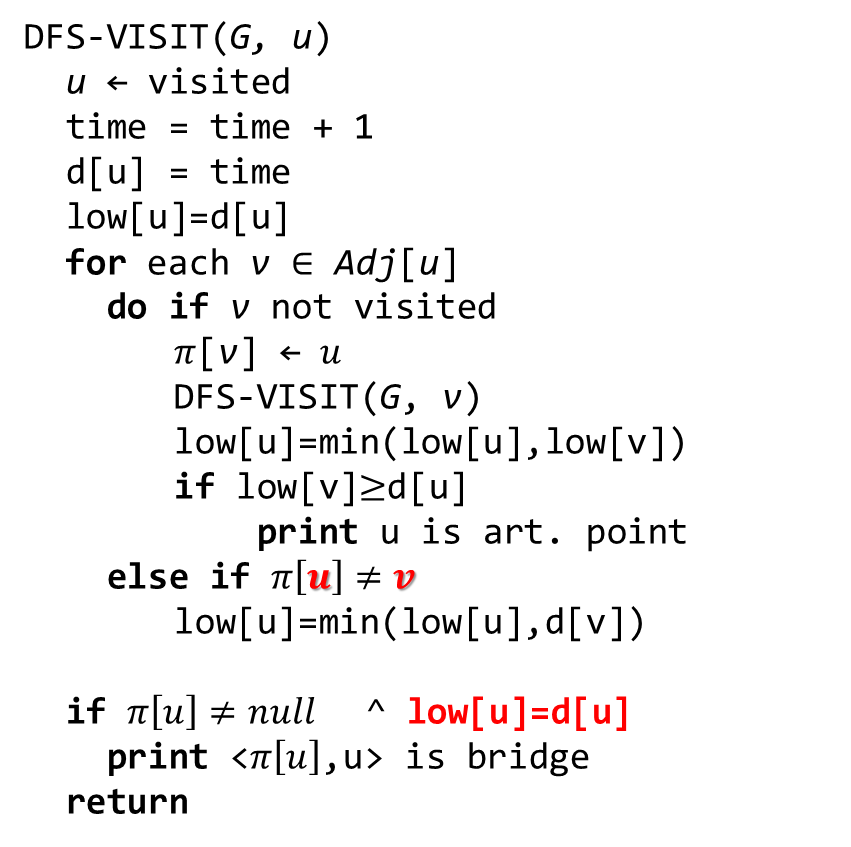 DFS-VISIT(G, u)
u ← visited
time = time + 1
d[u] = time
low[u]=d[u]
for each v ∈ Adj[u]
do if v not visited
π[v] ← u
DFS-VISIT(G, v)
low[u]=min(low[u],low[v])
if low[v]≥d[u]
print u is art. point
else if π[u] ≠ v
low[u]=min(low[u],d[v])
if π[u] ≠ null ^ low[u]=d[u]
print <π[u],u> is bridge
return